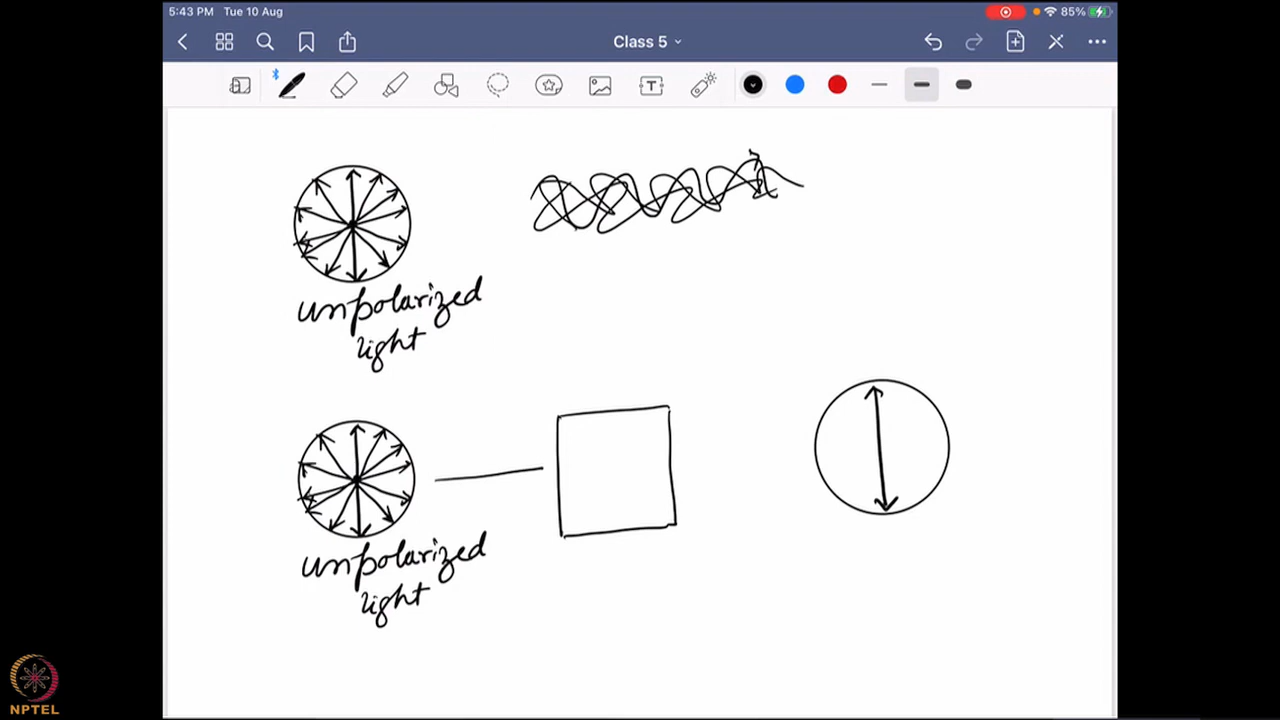 5:43 PM Tue 10 Aug
85%
Class 5
T
unpolarized
light
unpolarized
light
NPTEL